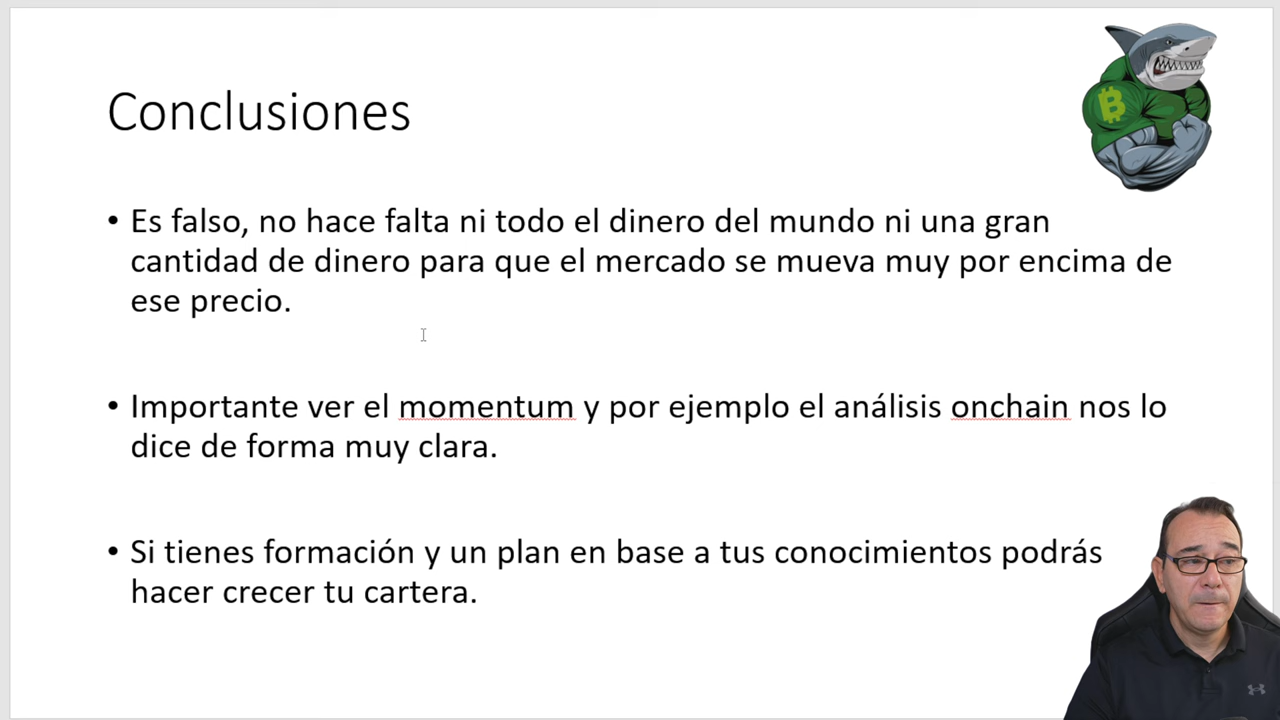 Conclusiones
• Es falso, no hace falta ni todo el dinero del mundo ni una gran
cantidad de dinero para que el mercado se mueva muy por encima de
ese precio.
• Importante ver el momentum y por ejemplo el análisis onchain nos lo
dice de forma muy clara.
• Si tienes formación y un plan en base a tus conocimientos podrás
hacer crecer tu cartera.